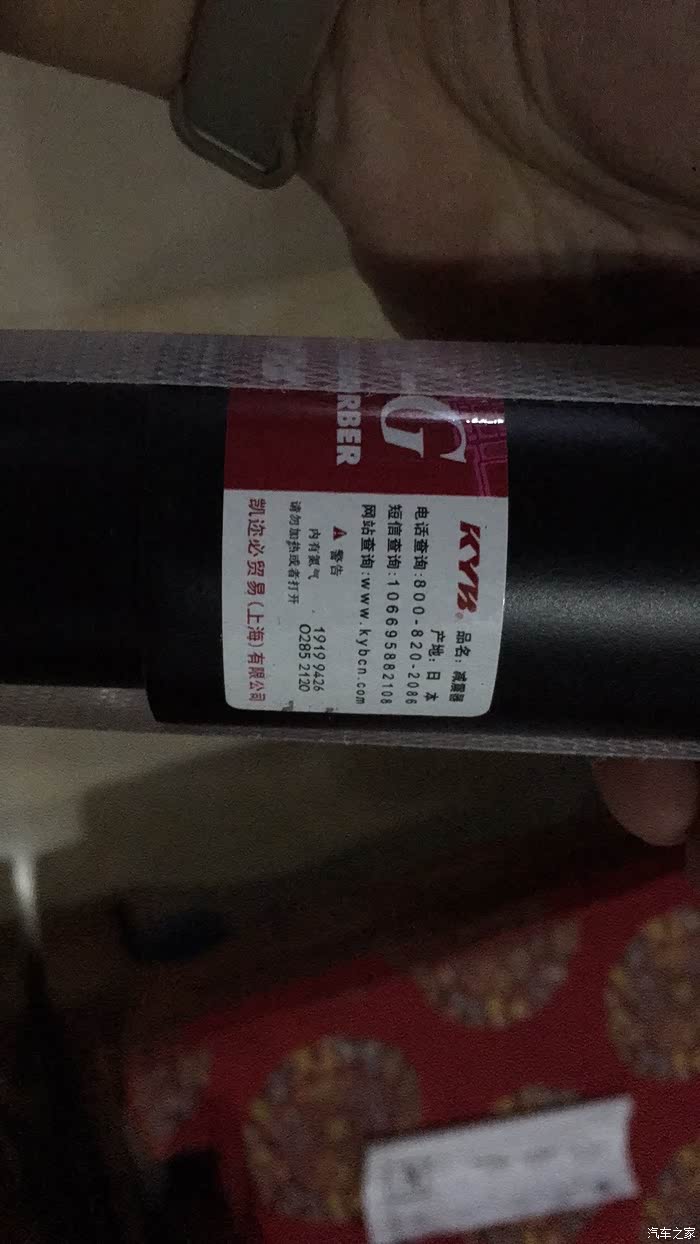 G
RBER
KYB®
品名：减震器
产地：日本
电话查询:800-820-2086
短信查询:106695882108
网站查询:www.kybcn.com
▲警告
内有氮气
请勿加热或者打开
1919 9426
0285 2120
凯迩必贸易(上海)有限公司
汽车之家